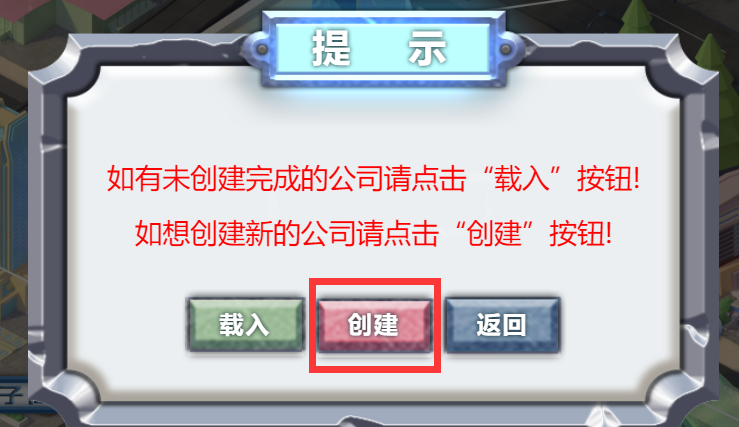 提 示
如有未创建完成的公司请点击“载入”按钮!
如想创建新的公司请点击“创建”按钮!
载入 创建 返回
子